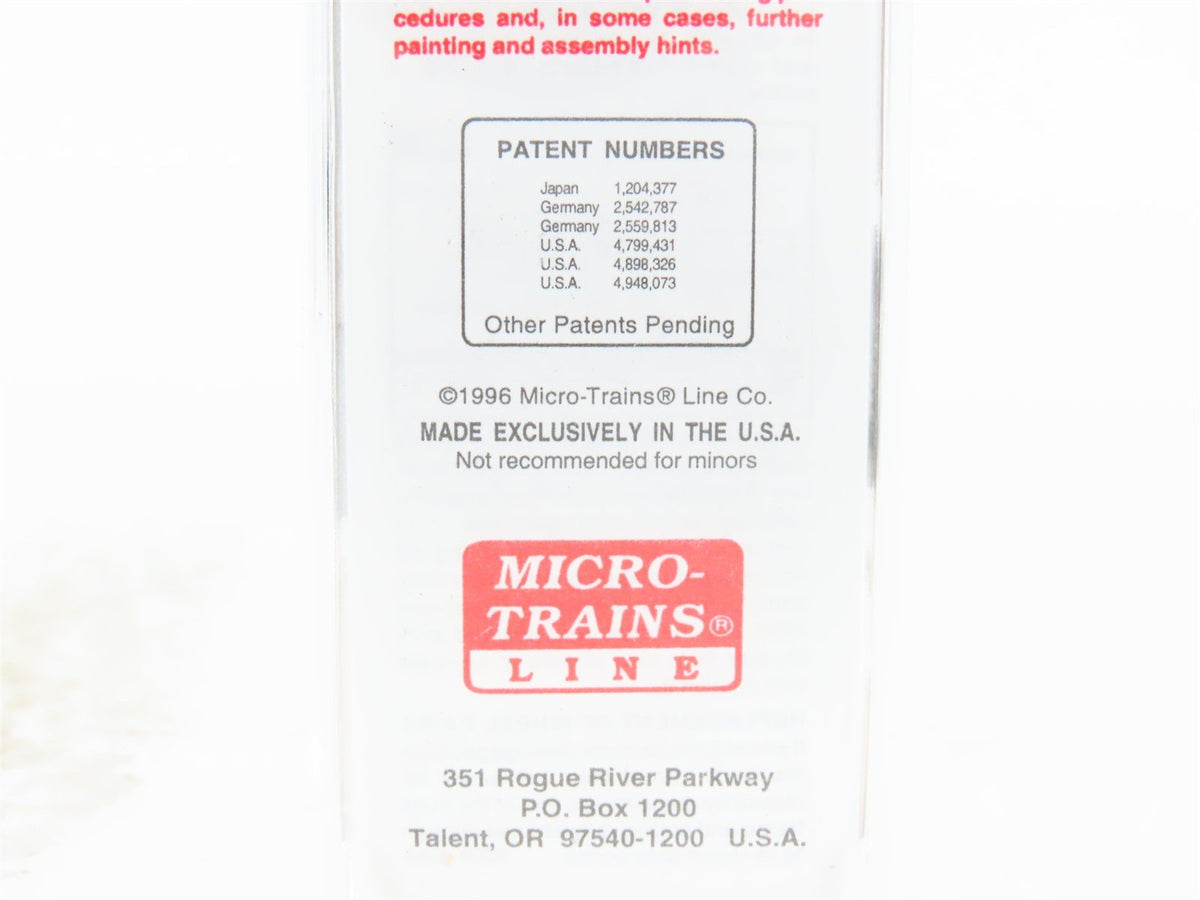 cedures and, in some cases, further
painting and assembly hints.
PATENT NUMBERS
Japan 1,204,377
Germany 2,542,787
Germany 2,559,813
U.S.A. 4,799,431
U.S.A. 4,898,326
U.S.A. 4,948,073
Other Patents Pending
©1996 Micro-Trains® Line Co.
MADE EXCLUSIVELY IN THE U.S.A.
Not recommended for minors
MICRO-
TRAINS®
LINE
351 Rogue River Parkway
P.O. Box 1200
Talent, OR 97540-1200 U.S.A.